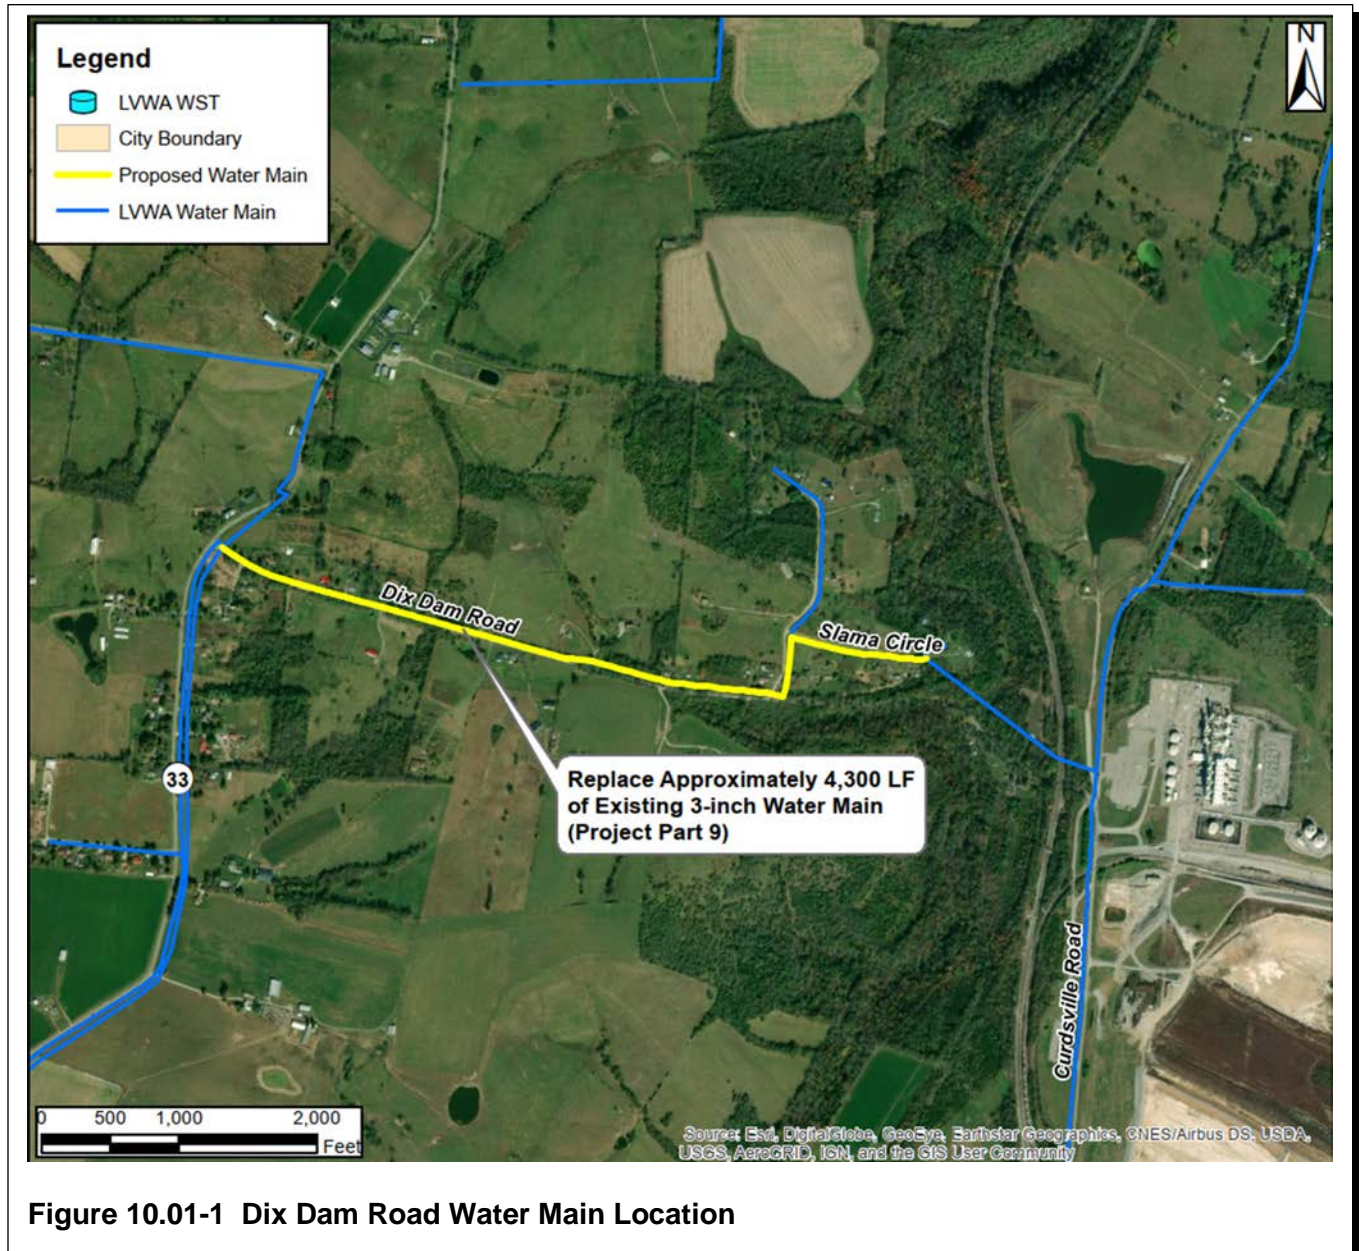 Legend
LVWA WST
City Boundary
Proposed Water Main
LVWA Water Main
N
Dix Dam Road
Slama Circle
33
Replace Approximately 4,300 LF
of Existing 3-inch Water Main
(Project Part 9)
Curdsville Road
0 500 1,000 2,000
Feet
Source: Esri, DigitalGlobe, GeoEye, Earthstar Geographics, CNES/Airbus DS, USDA,
USGS, AeroGRID, IGN, and the GIS User Community
Figure 10.01-1 Dix Dam Road Water Main Location